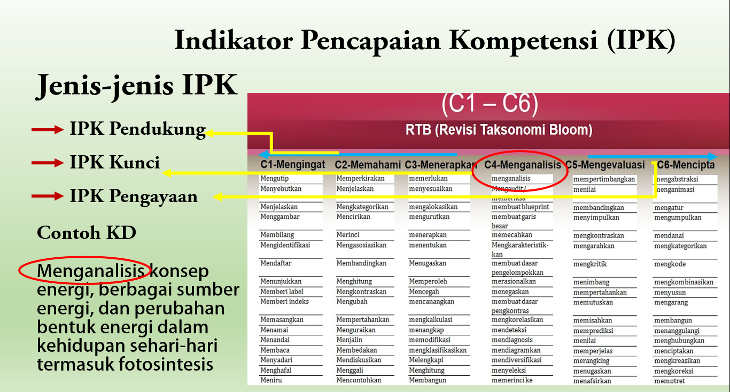 Indikator Pencapaian Kompetensi (IPK)
Jenis-jenis IPK
IPK Pendukung
IPK Kunci
IPK Pengayaan
Contoh KD
Menganalisis konsep
energi, berbagai sumber
energi, dan perubahan
bentuk energi dalam
kehidupan sehari-hari
termasuk fotosintesis
(C1 – C6)
RTB (Revisi Taksonomi Bloom)
C1-Mengingat C2-Memahami C3-Menerapkan C4-Menganalisis C5-Mengevaluasi C6-Mencipta
Mengutip Memperkirakan memerlukan menganalisis mempertimbangkan mengabstraksi
Menyebutkan Menjelaskan menyesuaikan Mengaudit/ menilai menganimasi
memeriksa
Menjelaskan Mengkategorikan mengalokasikan membuat blueprint membandingkan mengatur
Menggambar Mencirikan mengurutkan membuat garis menyimpulkan mengumpulkan
besar
Membilang Merinci menerapkan memecahkan mengkontraskan mendanai
Mengidentifikasi Mengasosiasikan menentukan Mengkarakteristik- mengarahkan mengkategorikan
kan
Mendaftar Membandingkan Menugaskan membuat dasar mengkritik mengkode
pengelompokkan
Menunjukkan Menghitung Memperoleh merasionalkan menimbang mengkombinasikan
Memberi label Mengkontraskan Mencegah menegaskan mempertahankan menyusun
Memberi indeks Mengubah mencanangkan membuat dasar memutuskan mengarang
pengkontras
Memasangkan Mempertahankan mengkalkulasi mengkorelasikan memisahkan membangun
Menamai Menguraikan menangkap mendeteksi memprediksi menanggulangi
Menandai Menjalin memodifikasi mendiagnosis menilai menghubungkan
Membaca Membedakan mengklasifikasikan mendiagramkan memperjelas menciptakan
Menyadari Mendiskusikan Melengkapi mendiversifikasi merangking mengkreasikan
Menghafal Menggali Menghitung menyeleksi menugaskan mengkoreksi
Meniru Mencontohkan Membangun memerinci ke menafsirkan memotret